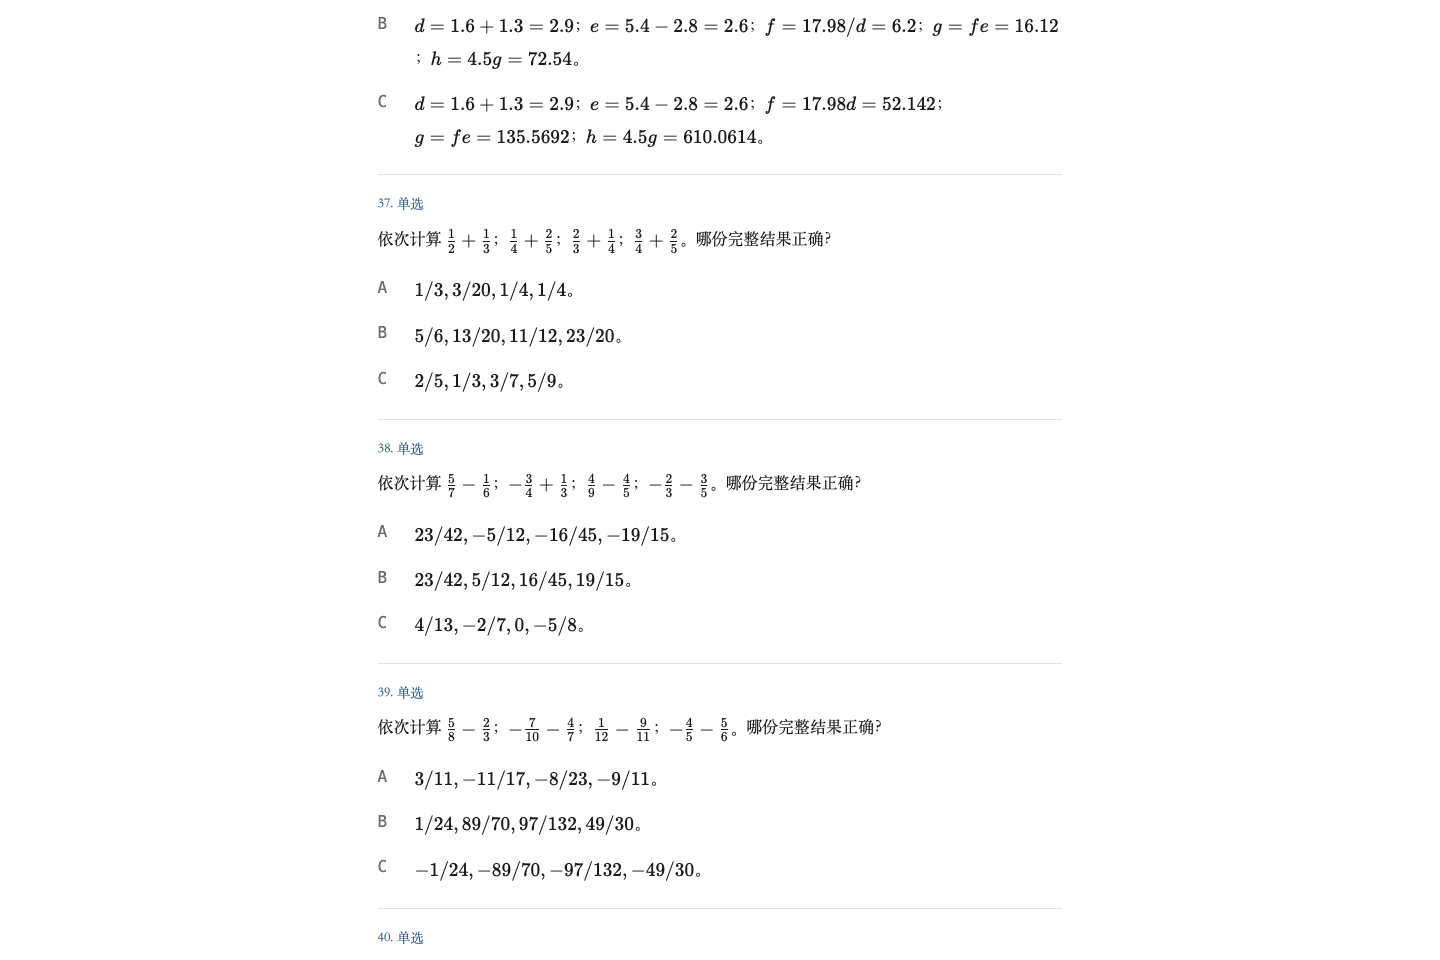 B d = 1.6 + 1.3 = 2.9; e = 5.4 − 2.8 = 2.6; f = 17.98/d = 6.2; g = fe = 16.12
; h = 4.5g = 72.54。
C d = 1.6 + 1.3 = 2.9; e = 5.4 − 2.8 = 2.6; f = 17.98d = 52.142;
g = fe = 135.5692; h = 4.5g = 610.0614。
37. 单选
依次计算 1/2 + 1/3; 1/4 + 2/5; 2/3 + 1/4; 3/4 + 2/5。哪份完整结果正确?
A 1/3, 3/20, 1/4, 1/4。
B 5/6, 13/20, 11/12, 23/20。
C 2/5, 1/3, 3/7, 5/9。
38. 单选
依次计算 5/7 − 1/6; −3/4 + 1/3; 4/9 − 4/5; −2/3 − 3/5。哪份完整结果正确?
A 23/42, −5/12, −16/45, −19/15。
B 23/42, 5/12, 16/45, 19/15。
C 4/13, −2/7, 0, −5/8。
39. 单选
依次计算 5/8 − 2/3; −7/10 − 4/7; 1/12 − 9/11; −4/5 − 5/6。哪份完整结果正确?
A 3/11, −11/17, −8/23, −9/11。
B 1/24, 89/70, 97/132, 49/30。
C −1/24, −89/70, −97/132, −49/30。
40. 单选